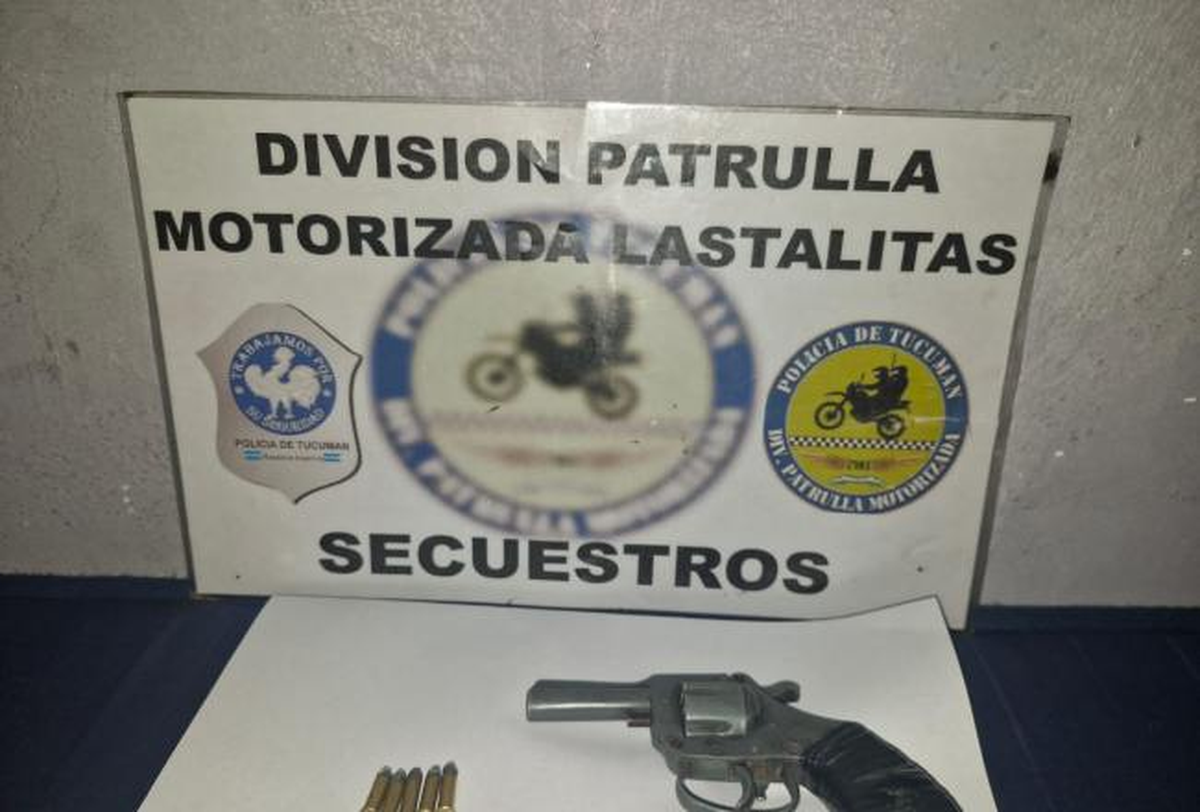 DIVISION PATRULLA
MOTORIZADA LASTALITAS
TRABAJAMOS POR
SU SEGURIDAD
POLICIA DE TUCUMAN
POLICIA DE TUCUMAN
DIV. PATRULLA MOTORIZADA
SECUESTROS